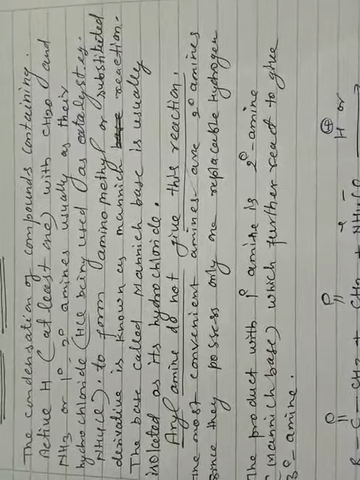 The condensation of compounds containing
Active H (at least one) with CH2O and
NH3 or 1° 2° amines usually as their
hydrochloride (HCl being used as catalyst eg.
NH4Cl). to form aminomethyl or substituted
derivative is known as mannich reaction.
The base called Mannich base is usually
isolated as its hydrochloride.
Aryl amine do not give this reaction.
The most convenient amines are 2° amines
since they possess only one replacable hydrogen
The product with 1° amine is 2°-amine
(Mannich base) which further react to give
3°-amine.
O O ⊕
H or